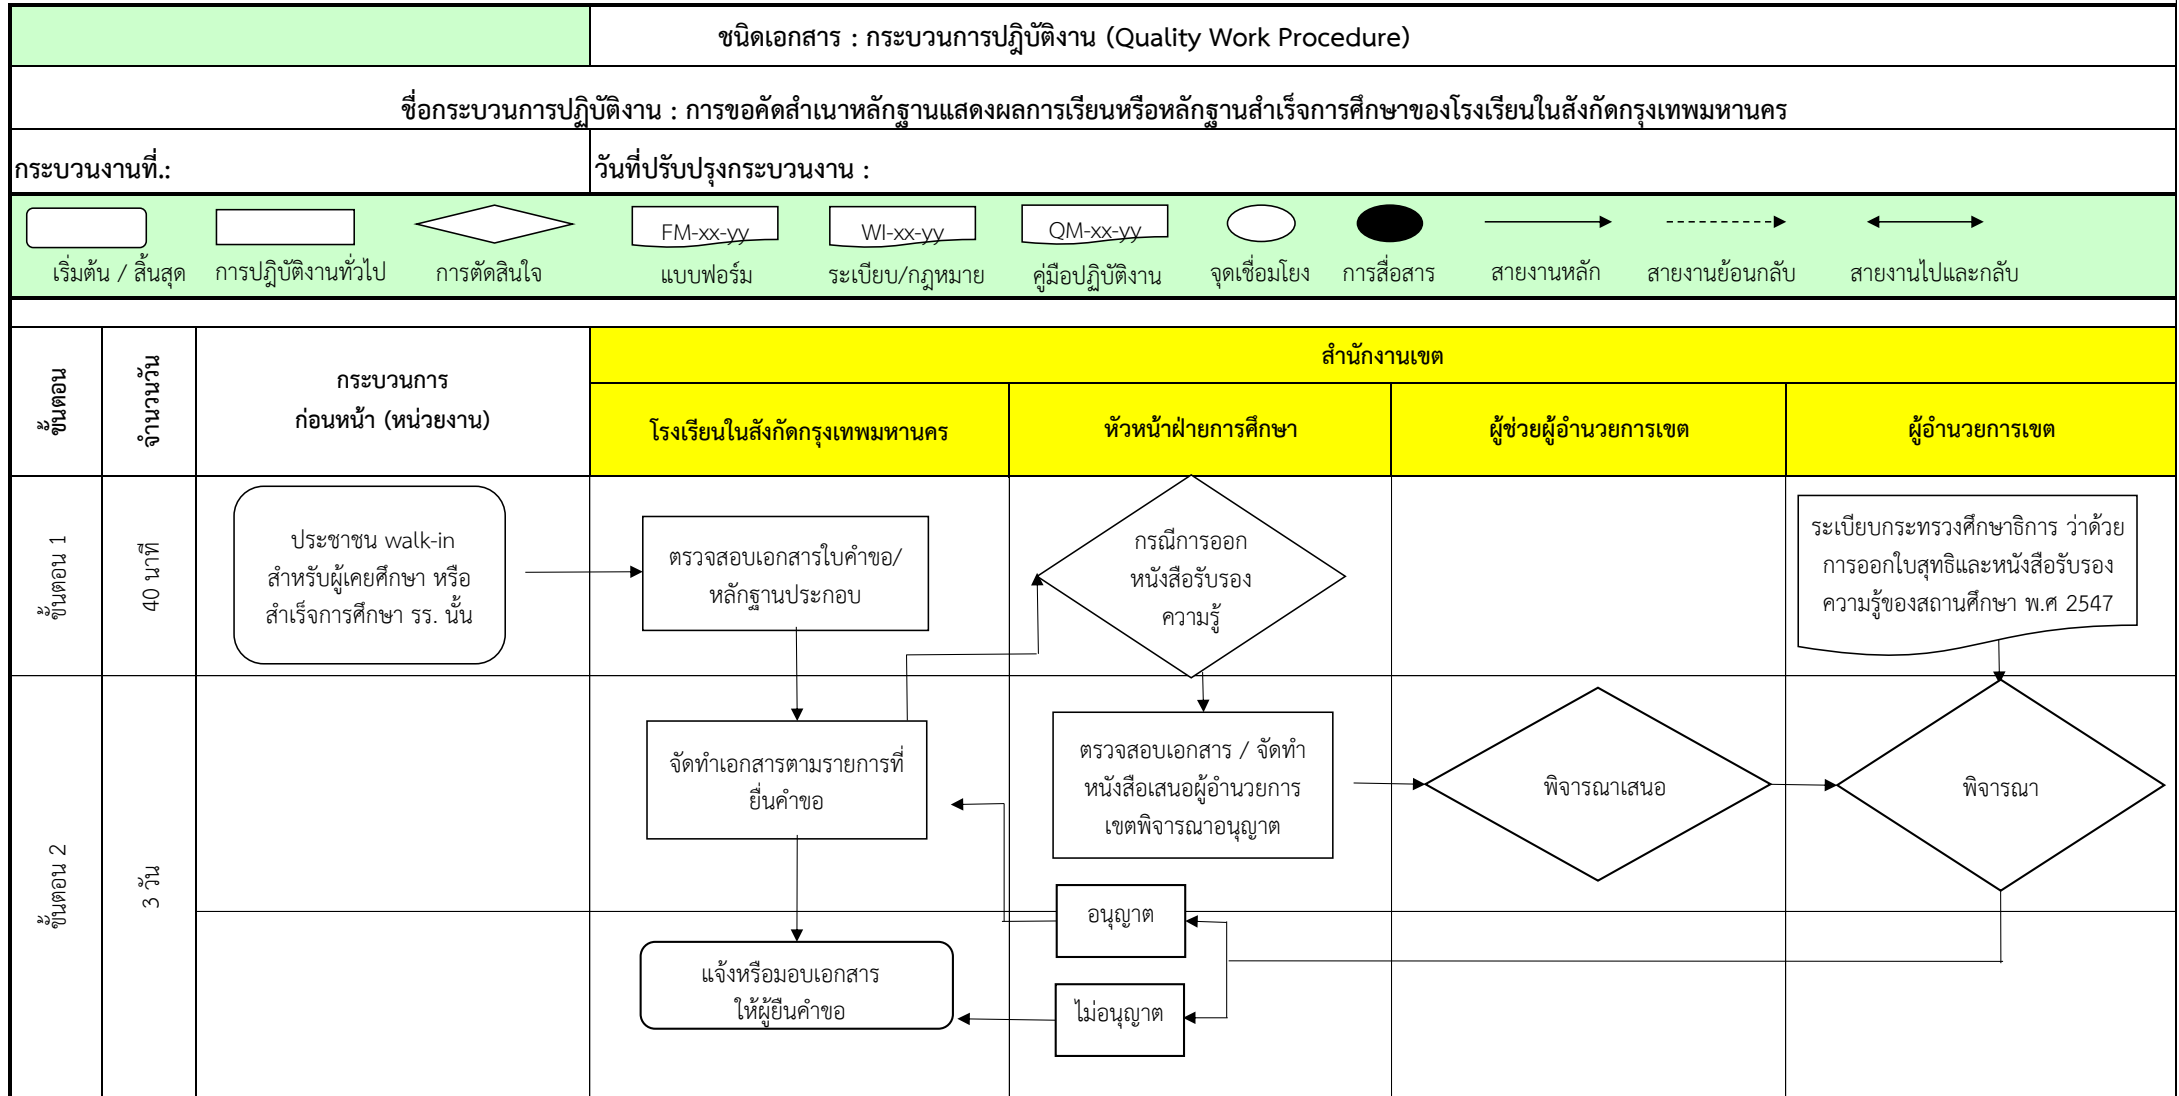 ชนิดเอกสาร : กระบวนการปฎิบัติงาน (Quality Work Procedure)
ชื่อกระบวนการปฏิบัติงาน : การขอคัดสำเนาหลักฐานแสดงผลการเรียนหรือหลักฐานสำเร็จการศึกษาของโรงเรียนในสังกัดกรุงเทพมหานคร
กระบวนงานที่.:
วันที่ปรับปรุงกระบวนงาน :
FM-xx-yy
WI-xx-yy
QM-xx-yy
เริ่มต้น / สิ้นสุด
การปฎิบัติงานทั่วไป
การตัดสินใจ
แบบฟอร์ม
ระเบียบ/กฎหมาย
คู่มือปฏิบัติงาน
จุดเชื่อมโยง
การสื่อสาร
สายงานหลัก
สายงานย้อนกลับ
สายงานไปและกลับ
ขั้นตอน
จำนวนวัน
กระบวนการ
ก่อนหน้า (หน่วยงาน)
สำนักงานเขต
โรงเรียนในสังกัดกรุงเทพมหานคร
หัวหน้าฝ่ายการศึกษา
ผู้ช่วยผู้อำนวยการเขต
ผู้อำนวยการเขต
ขั้นตอน 1
40 นาที
ประชาชน walk-in
สำหรับผู้เคยศึกษา หรือ
สำเร็จการศึกษา รร. นั้น
ตรวจสอบเอกสารใบคำขอ/
หลักฐานประกอบ
กรณีการออก
หนังสือรับรอง
ความรู้
ระเบียบกระทรวงศึกษาธิการ ว่าด้วย
การออกใบสุทธิและหนังสือรับรอง
ความรู้ของสถานศึกษา พ.ศ 2547
ขั้นตอน 2
3 วัน
จัดทำเอกสารตามรายการที่
ยื่นคำขอ
ตรวจสอบเอกสาร / จัดทำ
หนังสือเสนอผู้อำนวยการ
เขตพิจารณาอนุญาต
พิจารณาเสนอ
พิจารณา
อนุญาต
แจ้งหรือมอบเอกสาร
ให้ผู้ยืนคำขอ
ไม่อนุญาต